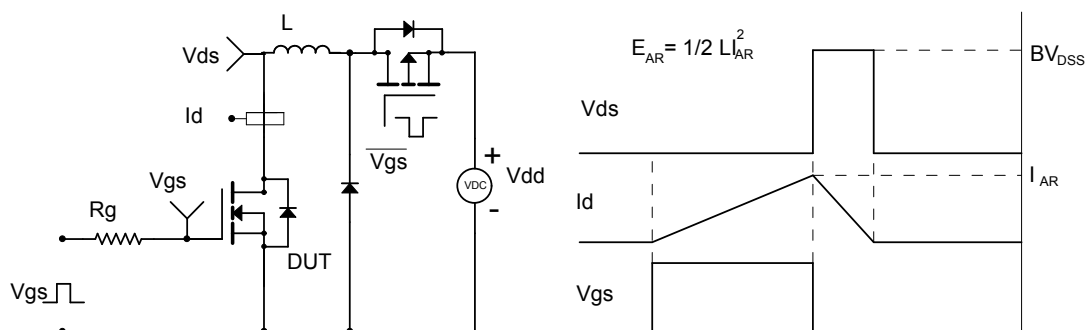 L
Vds
Id
Vgs
Vgs
+
Vdd
VDC
-
Rg
DUT
Vgs
E_AR = 1/2 LI_AR^2
BV_DSS
Vds
I_AR
Id
Vgs